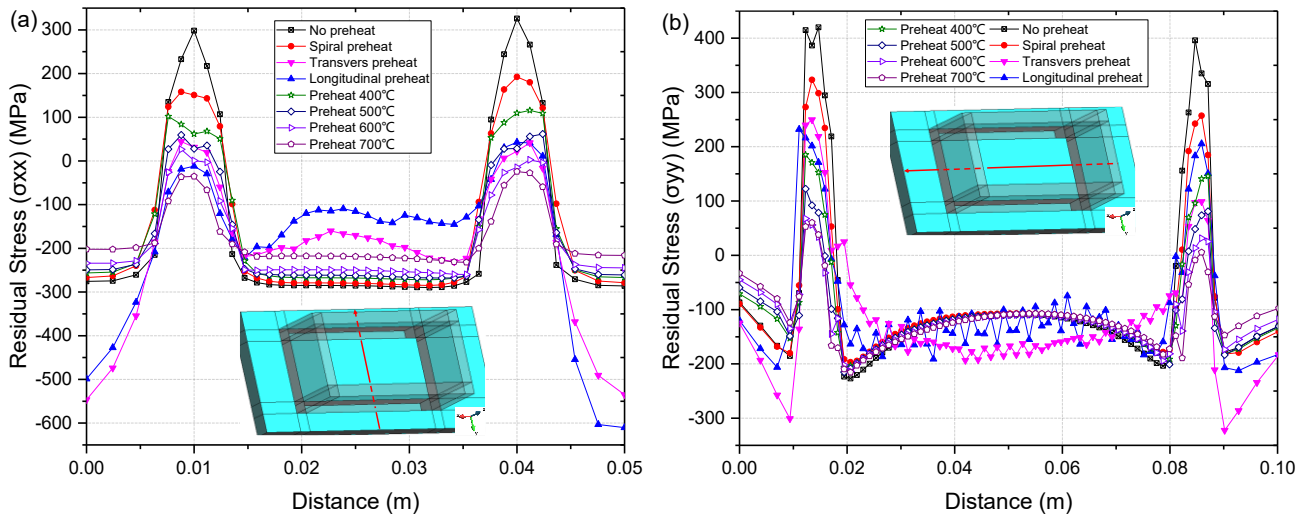 (a)
Residual Stress (σxx) (MPa)
300
200
100
0
-100
-200
-300
-400
-500
-600
No preheat
Spiral preheat
Transvers preheat
Longitudinal preheat
Preheat 400℃
Preheat 500℃
Preheat 600℃
Preheat 700℃
0.00 0.01 0.02 0.03 0.04 0.05
Distance (m)
(b)
Residual Stress (σyy) (MPa)
400
300
200
100
0
-100
-200
-300
Preheat 400℃ No preheat
Preheat 500℃ Spiral preheat
Preheat 600℃ Transvers preheat
Preheat 700℃ Longitudinal preheat
0.00 0.02 0.04 0.06 0.08 0.10
Distance (m)